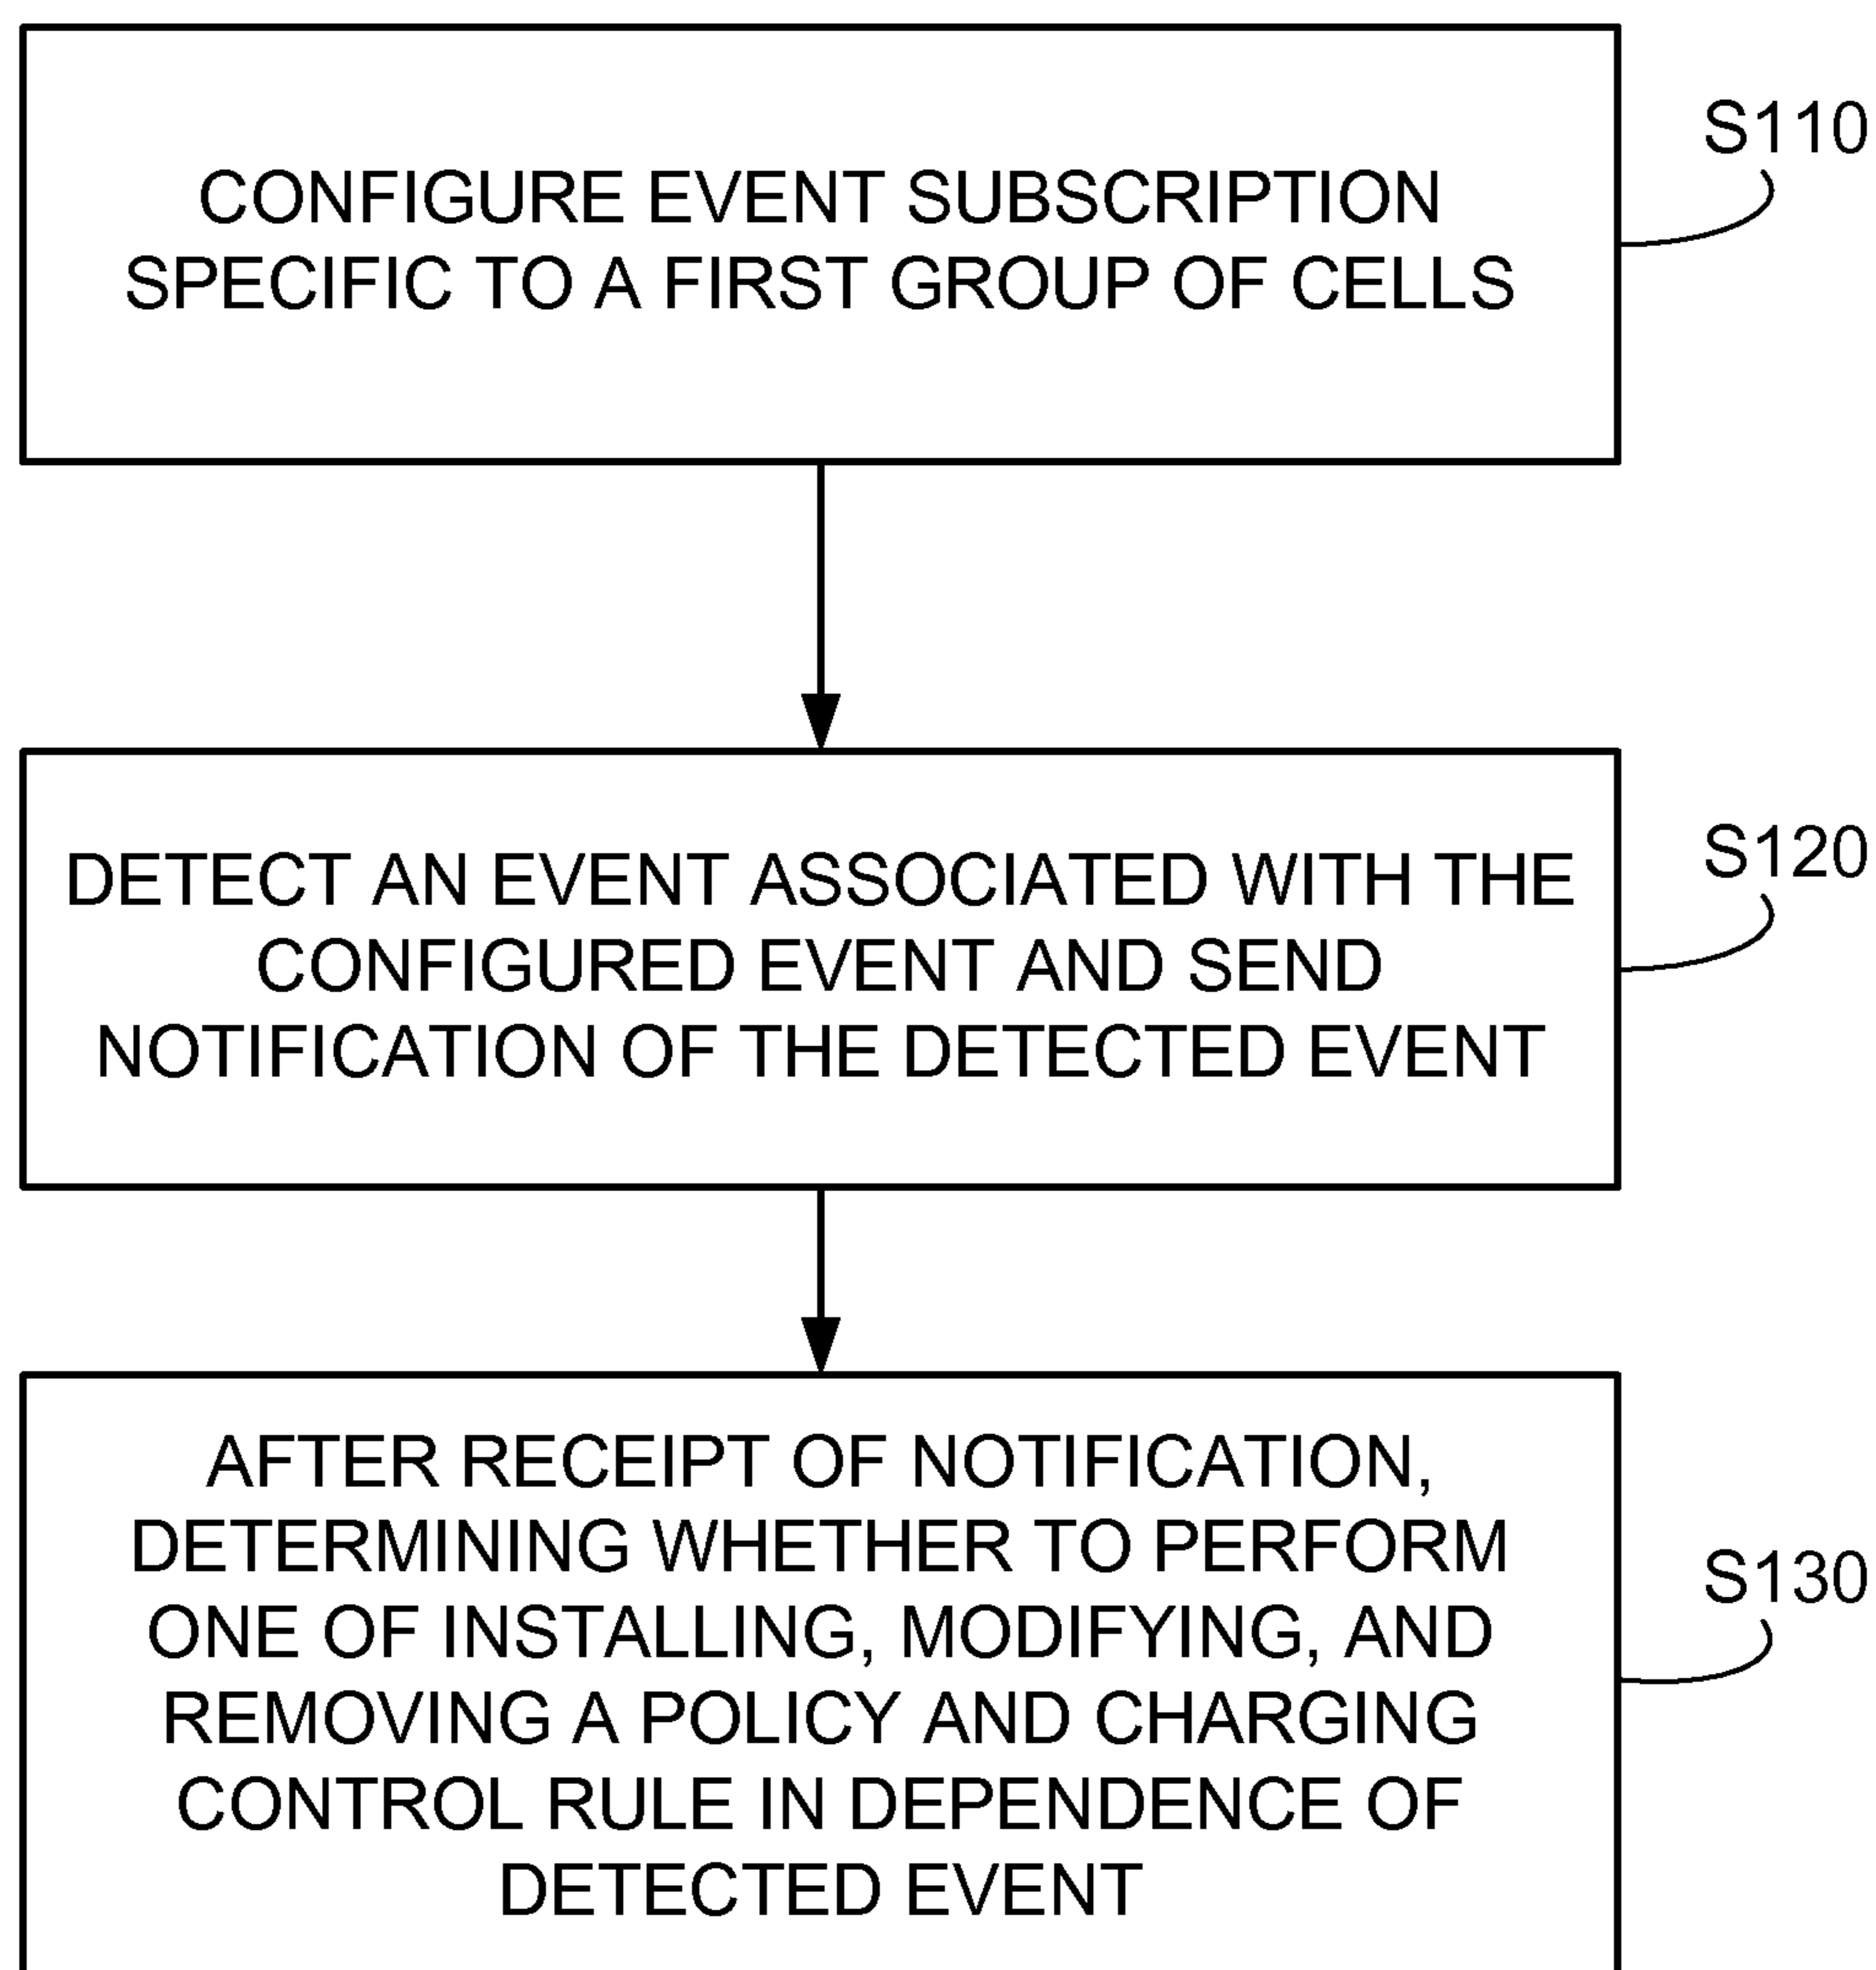 CONFIGURE EVENT SUBSCRIPTION
SPECIFIC TO A FIRST GROUP OF CELLS
S110
DETECT AN EVENT ASSOCIATED WITH THE
CONFIGURED EVENT AND SEND
NOTIFICATION OF THE DETECTED EVENT
S120
AFTER RECEIPT OF NOTIFICATION,
DETERMINING WHETHER TO PERFORM
ONE OF INSTALLING, MODIFYING, AND
REMOVING A POLICY AND CHARGING
CONTROL RULE IN DEPENDENCE OF
DETECTED EVENT
S130